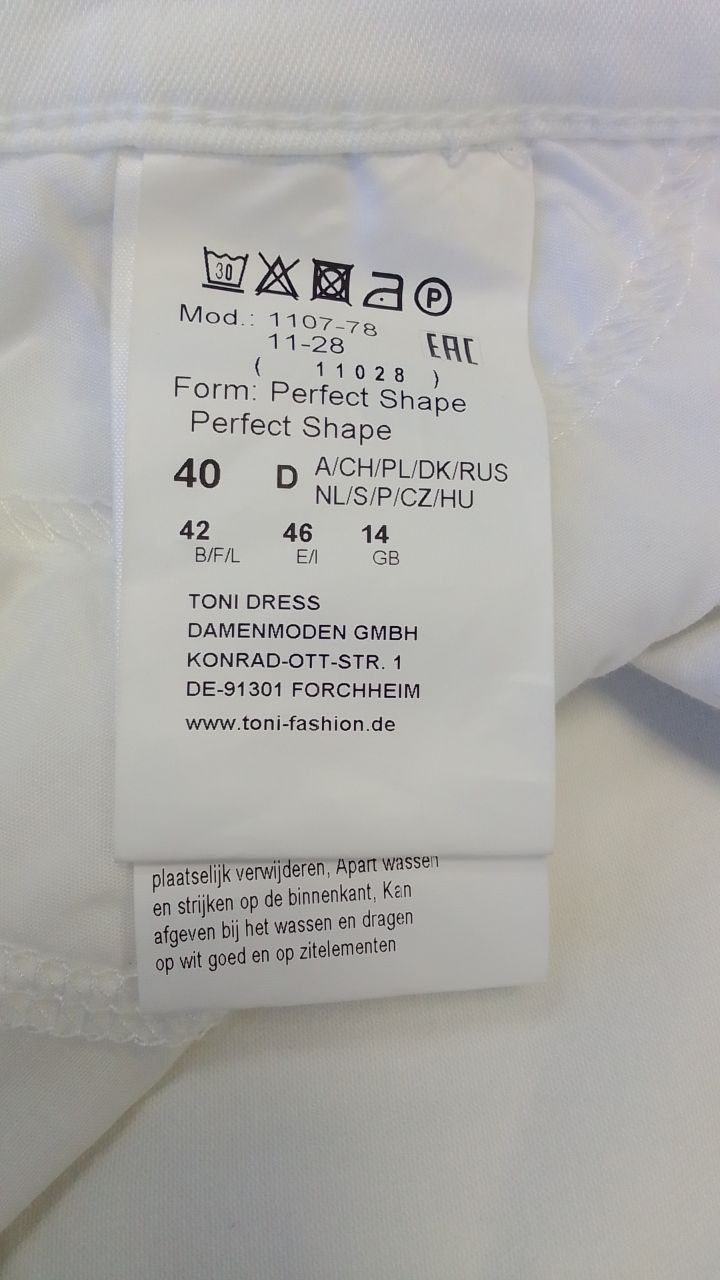 30 P
Mod.: 1107-78
11-28 EAC
( 11028 )
Form: Perfect Shape
Perfect Shape
40 D A/CH/PL/DK/RUS
NL/S/P/CZ/HU
42 46 14
B/F/L E/I GB
TONI DRESS
DAMENMODEN GMBH
KONRAD-OTT-STR. 1
DE-91301 FORCHHEIM
www.toni-fashion.de
plaatselijk verwijderen, Apart wassen
en strijken op de binnenkant, Kan
afgeven bij het wassen en dragen
op wit goed en op zitelementen